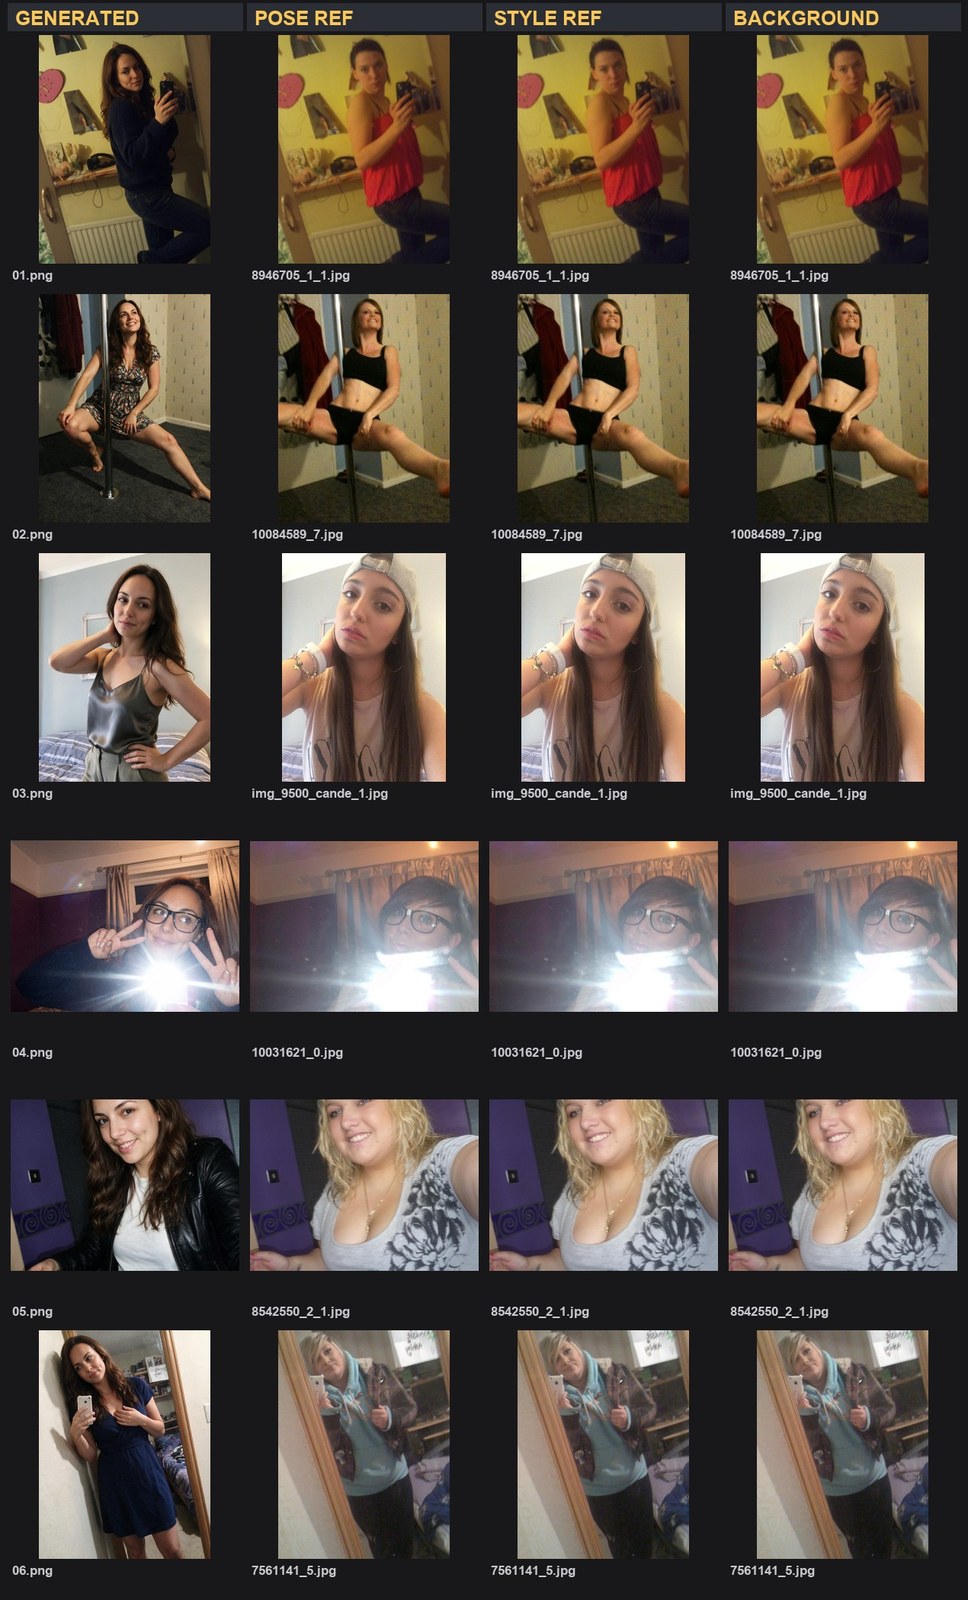 GENERATED POSE REF STYLE REF BACKGROUND
01.png 8946705_1_1.jpg 8946705_1_1.jpg 8946705_1_1.jpg
02.png 10084589_7.jpg 10084589_7.jpg 10084589_7.jpg
03.png img_9500_cande_1.jpg img_9500_cande_1.jpg img_9500_cande_1.jpg
04.png 10031621_0.jpg 10031621_0.jpg 10031621_0.jpg
05.png 8542550_2_1.jpg 8542550_2_1.jpg 8542550_2_1.jpg
06.png 7561141_5.jpg 7561141_5.jpg 7561141_5.jpg